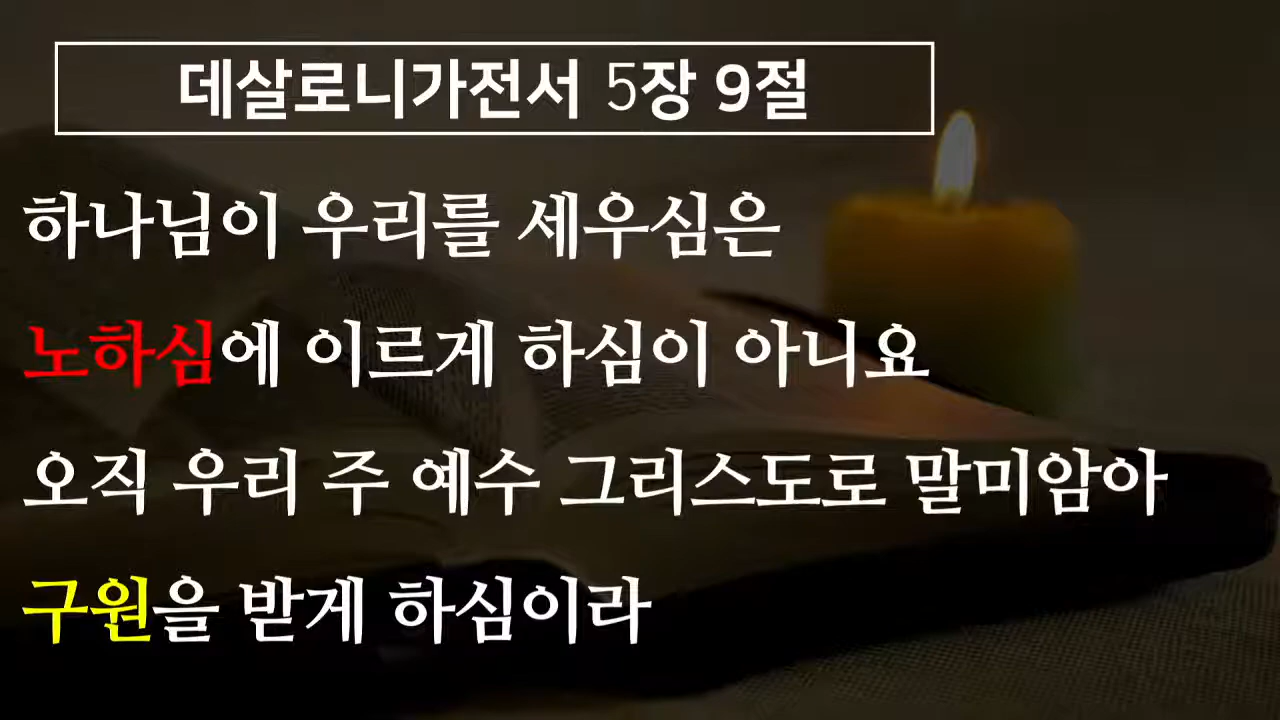 데살로니가전서 5장 9절
하나님이 우리를 세우심은
노하심에 이르게 하심이 아니요
오직 우리 주 예수 그리스도로 말미암아
구원을 받게 하심이라